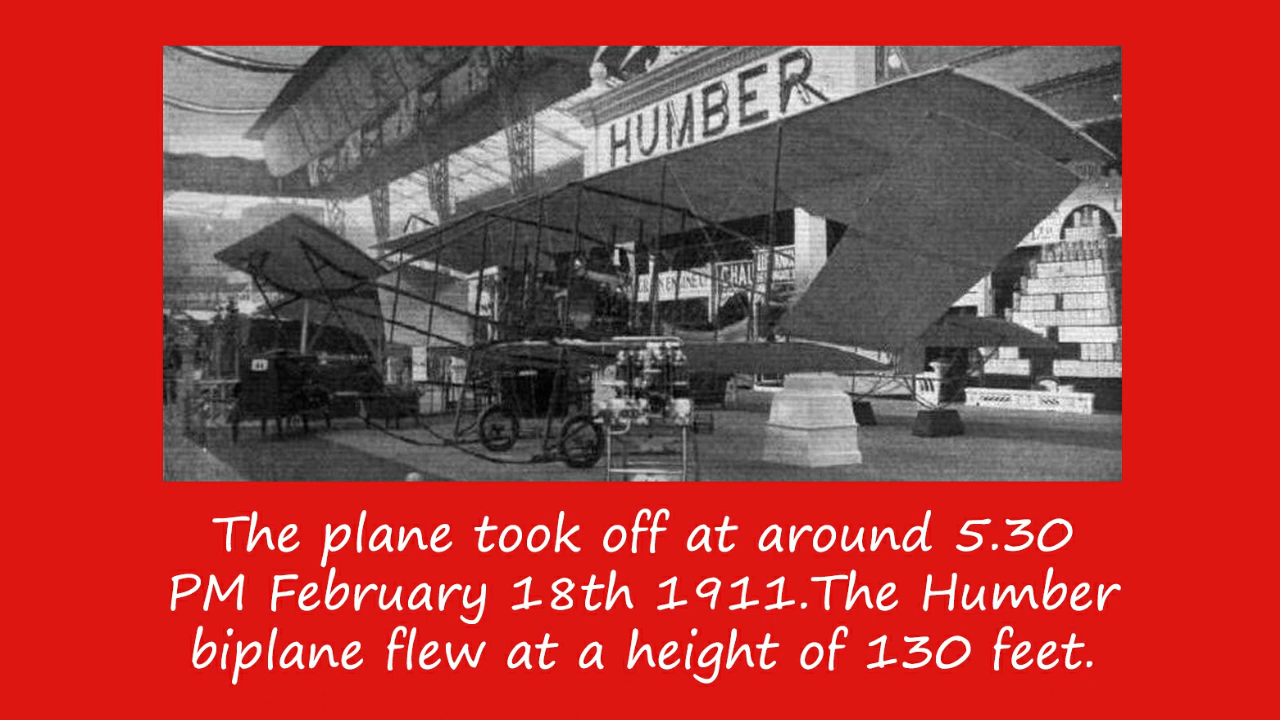 HUMBER
The plane took off at around 5.30
PM February 18th 1911.The Humber
biplane flew at a height of 130 feet.